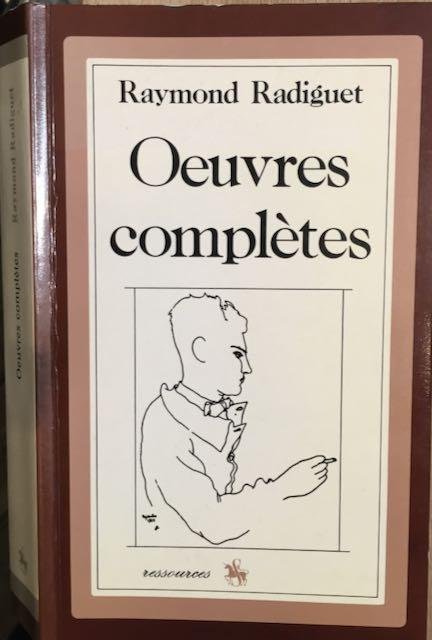 Raymond Radiguet
Oeuvres
complètes
ressources
Oeuvres complètes Raymond Radiguet